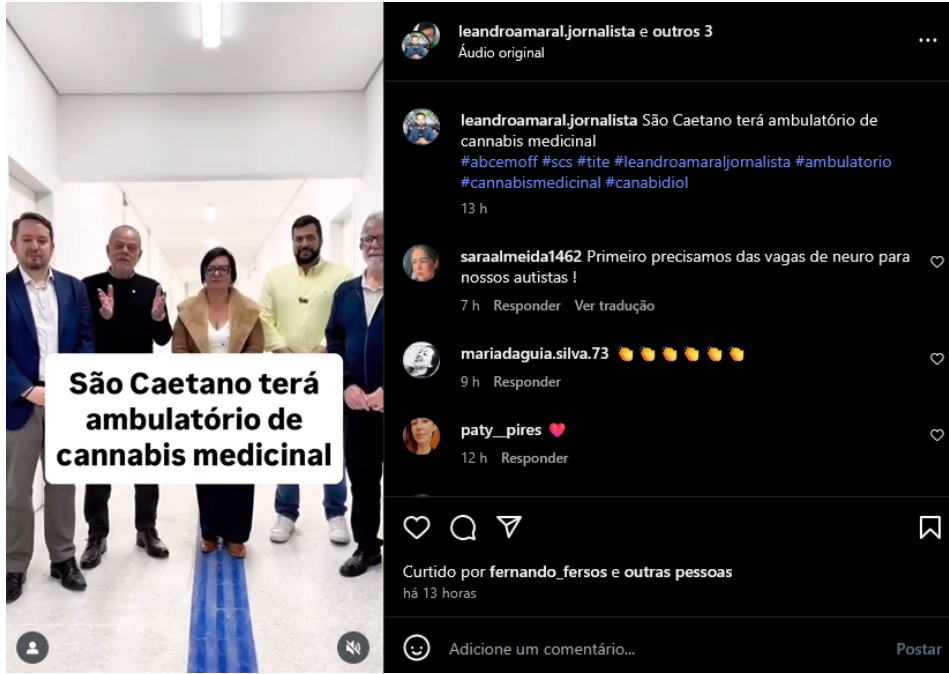 São Caetano terá
ambulatório de
cannabis medicinal
leandroamaral.jornalista e outros 3
Áudio original
leandroamaral.jornalista São Caetano terá ambulatório de
cannabis medicinal
#abcemoff #scs #tite #leandroamaraljornalista #ambulatorio
#cannabismedicinal #canabidiol
13 h
saraalmeida1462 Primeiro precisamos das vagas de neuro para
nossos autistas !
7 h Responder Ver tradução
mariadaguia.silva.73 👏👏👏👏👏👏
9 h Responder
paty__pires ❤️
12 h Responder
Curtido por fernando_fersos e outras pessoas
há 13 horas
Adicione um comentário...
Postar